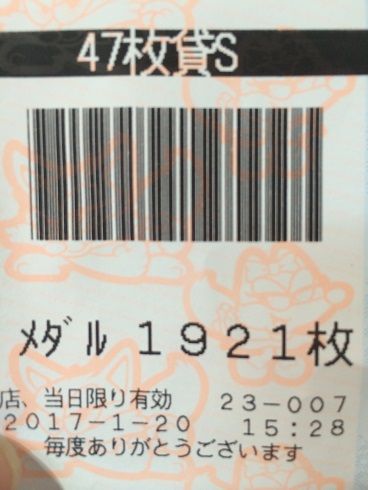 47枚貸S
ﾒﾀﾞﾙ 1921枚
店、当日限り有効 23-007
2017-1-20 15:28
毎度ありがとうございます